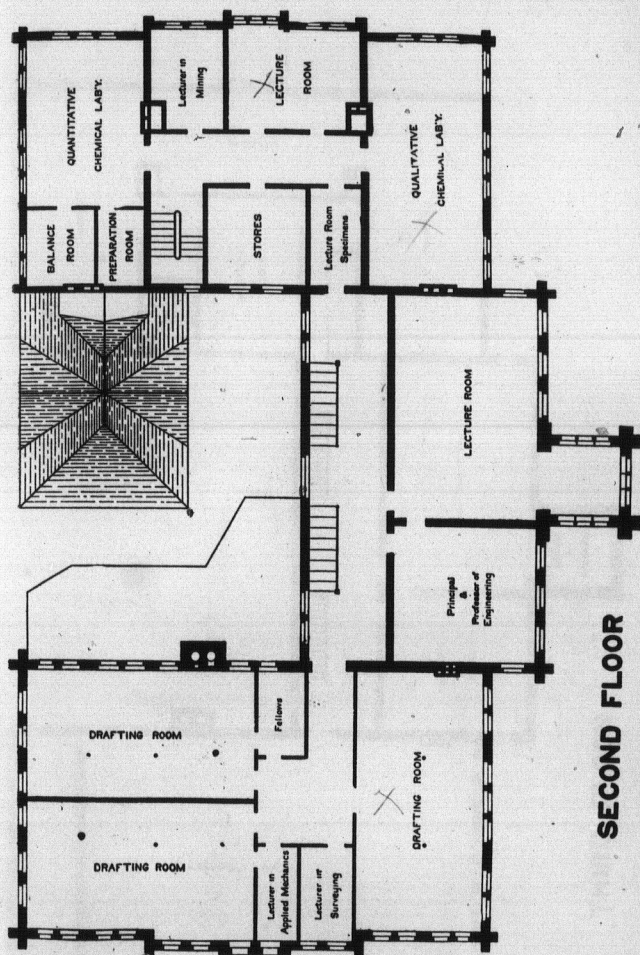 QUANTITATIVE
CHEMICAL LAB'Y.
Lecturer in
Mining
LECTURE
ROOM
QUALITATIVE
CHEMICAL LAB'Y.
BALANCE
ROOM
PREPARATION
ROOM
STORES
Lecture Room
Specimens
LECTURE ROOM
Principal
&
Professor of
Engineering
DRAFTING ROOM
Fellows
DRAFTING ROOM
DRAFTING ROOM
Lecturer in
Applied Mechanics
Lecturer in
Surveying
SECOND FLOOR